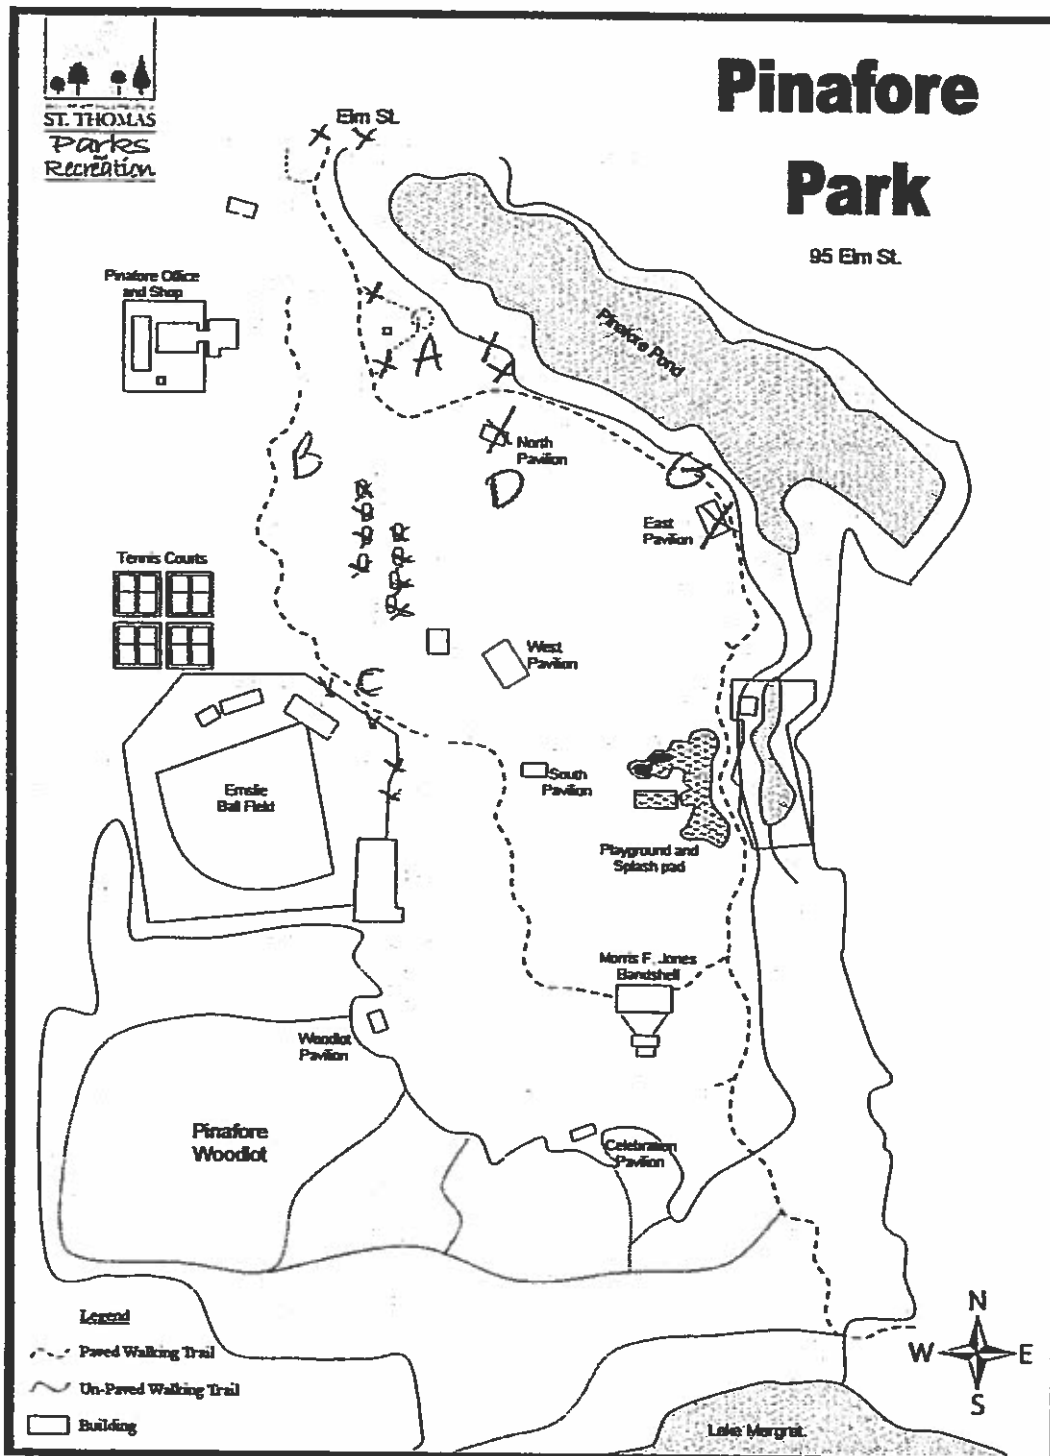 Pinafore
Park
95 Elm St.
ST. THOMAS
Parks
Recreation
Elm St.
Pinafore Office
and Shop
Pinafore Pond
A
B
North
Pavilion
D
East
Pavilion
Tennis Courts
West
Pavilion
C
South
Pavilion
Emslie
Ball Field
Playground and
Splash pad
Morris F. Jones
Bandshell
Woodlot
Pavilion
Pinafore
Woodlot
Celebration
Pavilion
Legend
Paved Walking Trail
Un-Paved Walking Trail
Building
N
W
E
S
Lake Margret